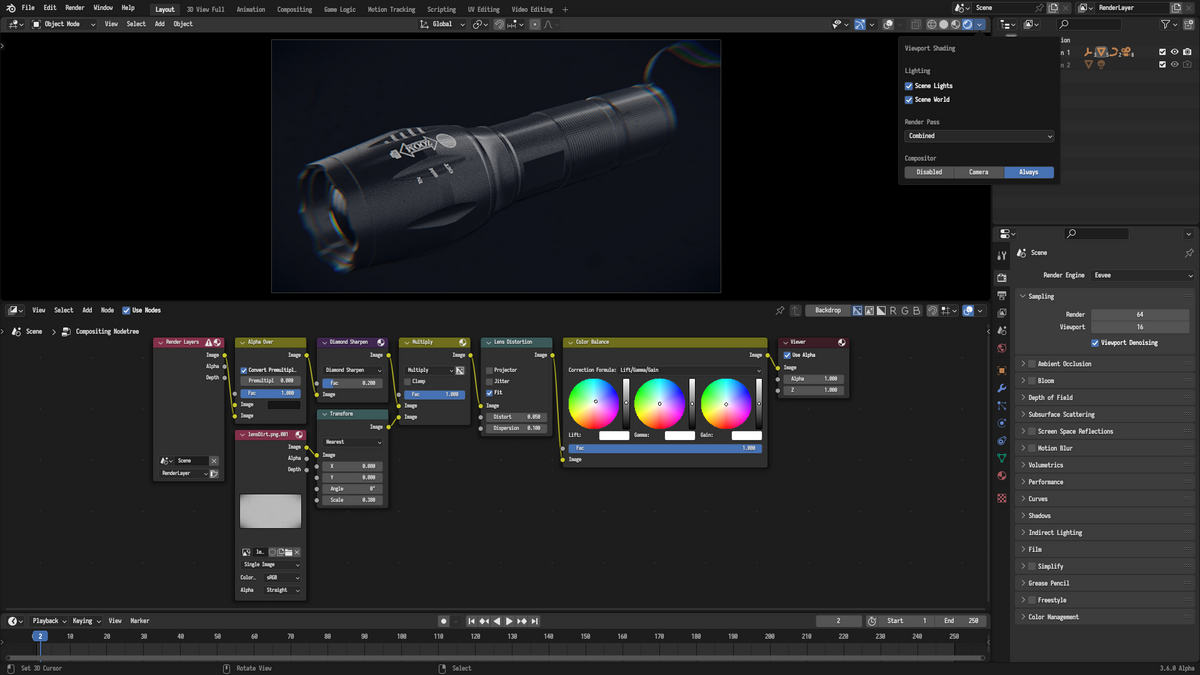 File Edit Render Window Help Layout 3D View Full Animation Compositing Grease Line Game Logic Motion Tracking Scripting UV Editing Video Editing + Scene RenderLayer
Object Mode View Select Add Object Global
Viewport Shading
Lighting
Scene Lights
Scene World
Render Pass
Combined
Compositor
Disabled Camera Always
ion
n 1
n 2
ZOOM
Scene
Render Engine Eevee
Sampling
Render 64
Viewport 16
Viewport Denoising
Ambient Occlusion
Bloom
Depth of Field
Subsurface Scattering
Screen Space Reflections
Motion Blur
Volumetrics
Performance
Curves
Shadows
Indirect Lighting
Film
Simplify
Grease Pencil
Freestyle
Color Management
View Select Add Node Use Nodes Backdrop R G B
Scene > Compositing Nodetree
Render Layers
Image
Alpha
Depth
Scene
RenderLayer
Alpha Over
Image
Convert Premultipl..
Premultipl 0.000
Fac 1.000
Image
Image
lensDirt.png.001
Image
Alpha
Depth
le..
Single Image
Color.. sRGB
Alpha Straight
Diamond Sharpen
Image
Diamond Sharpen
Fac 0.200
Image
Transform
Image
Nearest
Image
X 0.000
Y 0.000
Angle 0°
Scale 0.300
Multiply
Image
Multiply
Clamp
Fac 1.000
Image
Image
Lens Distortion
Image
Projector
Jitter
Fit
Image
Distort 0.050
Dispersion 0.100
Color Balance
Image
Correction Formula: Lift/Gamma/Gain
Lift: Gamma: Gain:
Fac 1.000
Image
Viewer
Use Alpha
Image
Alpha 1.000
Z 1.000
Playback Keying View Marker 2 Start 1 End 250
2 10 20 30 40 50 60 70 80 90 100 110 120 130 140 150 160 170 180 190 200 210 220 230 240 250
Set 3D Cursor Rotate View Select 3.6.0 Alpha